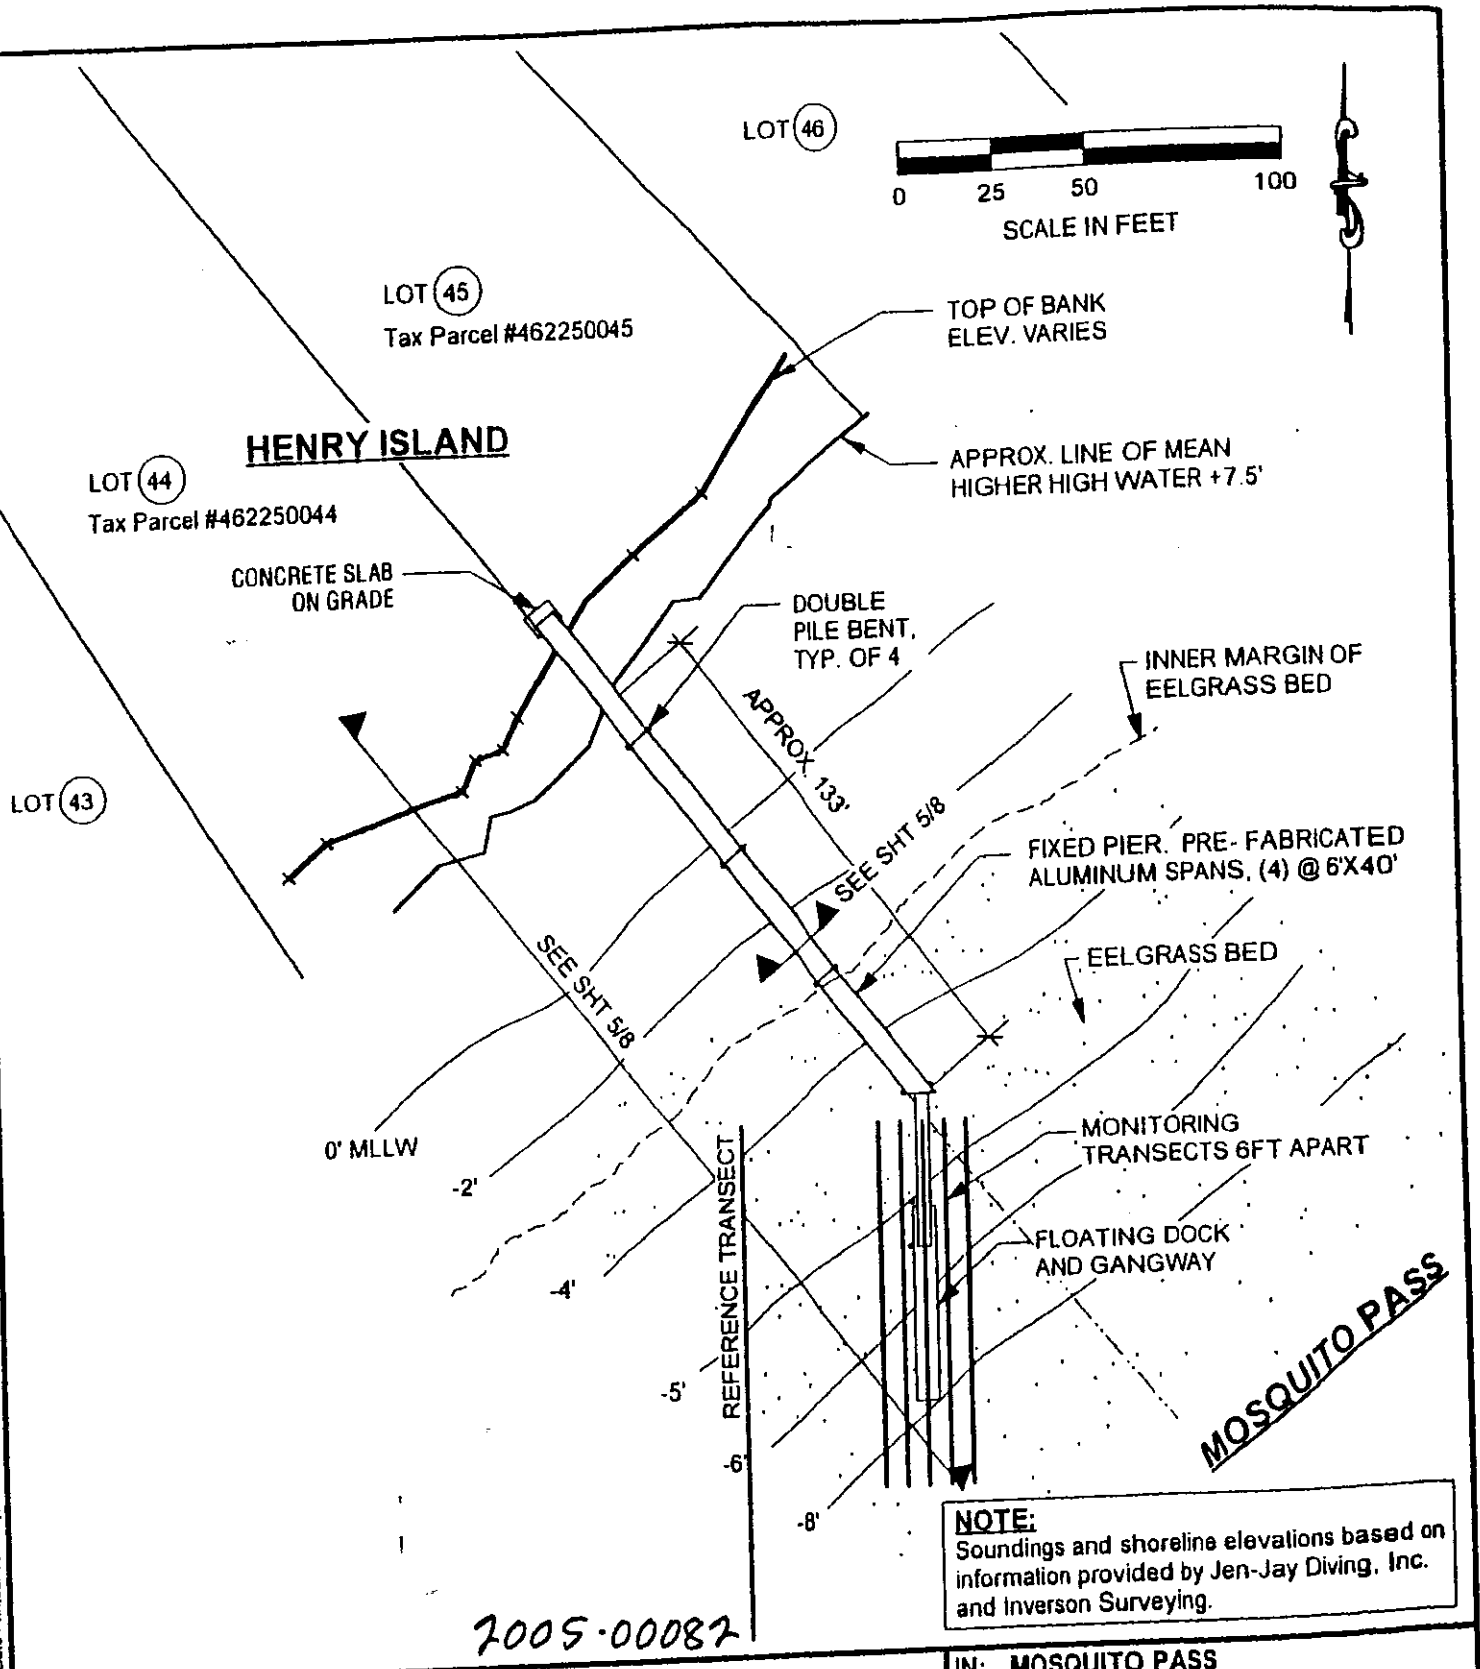 LOT 46
0 25 50 100
SCALE IN FEET
LOT 45
Tax Parcel #462250045
TOP OF BANK
ELEV. VARIES
HENRY ISLAND
APPROX. LINE OF MEAN
HIGHER HIGH WATER +7.5'
LOT 44
Tax Parcel #462250044
CONCRETE SLAB
ON GRADE
DOUBLE
PILE BENT,
TYP. OF 4
INNER MARGIN OF
EELGRASS BED
APPROX. 133'
LOT 43
SEE SHT 5/8
FIXED PIER. PRE-FABRICATED
ALUMINUM SPANS, (4) @ 6'X40'
SEE SHT 5/8
EELGRASS BED
0' MLLW
-2'
-4'
-5'
-6'
-8'
REFERENCE TRANSECT
MONITORING
TRANSECTS 6FT APART
FLOATING DOCK
AND GANGWAY
MOSQUITO PASS
NOTE:
Soundings and shoreline elevations based on
information provided by Jen-Jay Diving, Inc.
and Inverson Surveying.
2005-00082
IN: MOSQUITO PASS